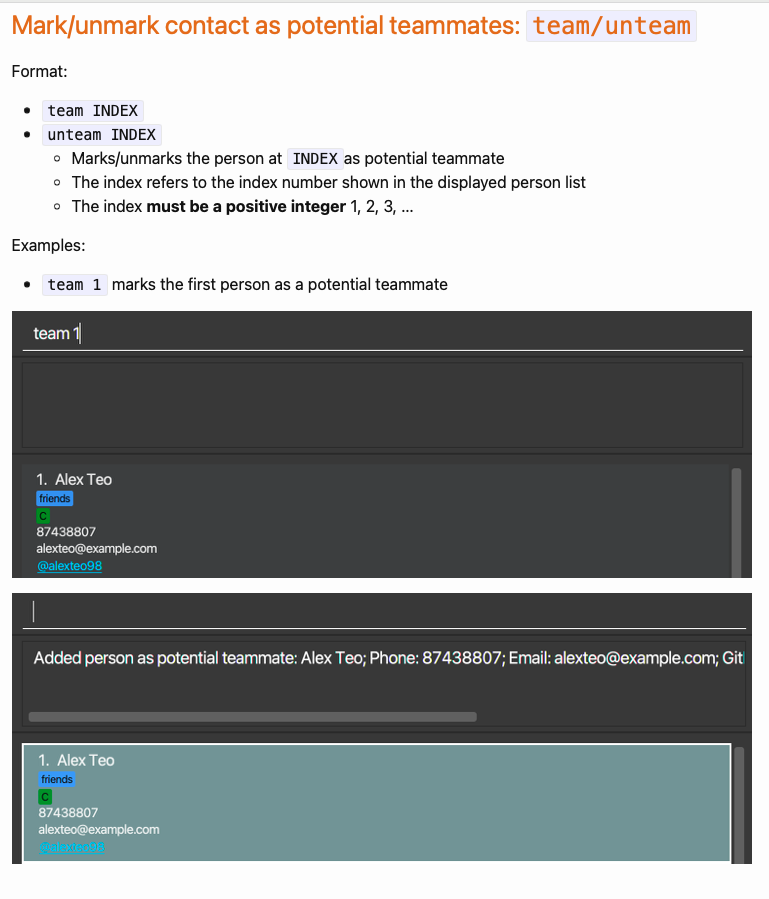 Mark/unmark contact as potential teammates: team/unteam
Format:
team INDEX
unteam INDEX
Marks/unmarks the person at INDEX as potential teammate
The index refers to the index number shown in the displayed person list
The index must be a positive integer 1, 2, 3, ...
Examples:
team 1 marks the first person as a potential teammate
team 1
1. Alex Teo
friends
C
87438807
alexteo@example.com
@alexteo98
Added person as potential teammate: Alex Teo; Phone: 87438807; Email: alexteo@example.com; Git
1. Alex Teo
friends
C
87438807
alexteo@example.com
@alexteo98